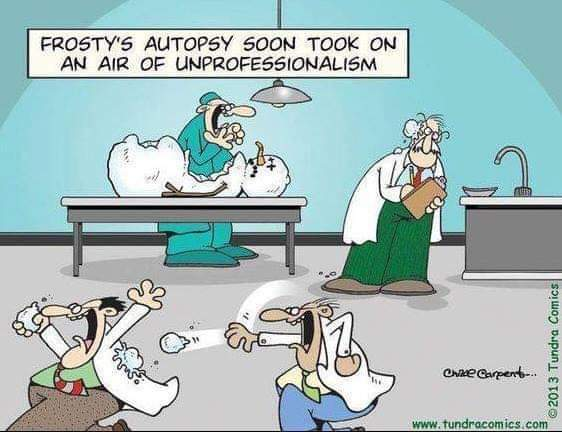 FROSTY'S AUTOPSY SOON TOOK ON
AN AIR OF UNPROFESSIONALISM
©2013 Tundra Comics
www.tundracomics.com